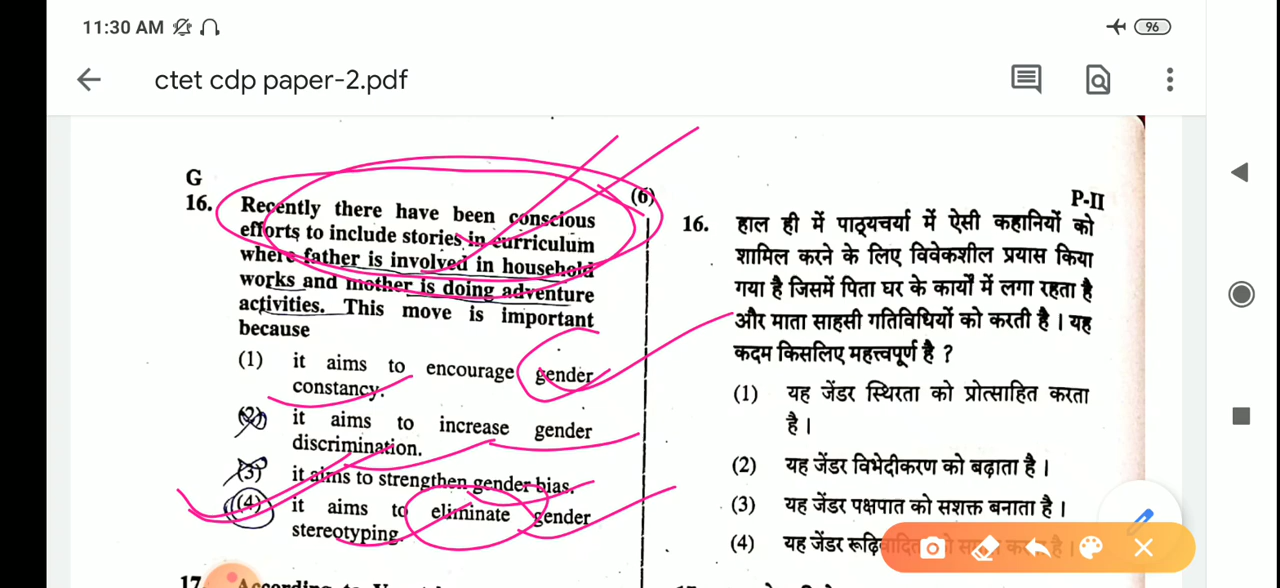 11:30 AM
96
ctet cdp paper-2.pdf
G
(6)
P-II
16. Recently there have been conscious
efforts to include stories in curriculum
where father is involved in household
works and mother is doing adventure
activities. This move is important
because
(1) it aims to encourage gender
constancy.
(2) it aims to increase gender
discrimination.
(3) it aims to strengthen gender bias.
(4) it aims to eliminate gender
stereotyping.
17. According to
16. हाल ही में पाठ्यचर्या में ऐसी कहानियों को
शामिल करने के लिए विवेकशील प्रयास किया
गया है जिसमें पिता घर के कार्यों में लगा रहता है
और माता साहसी गतिविधियों को करती है । यह
कदम किसलिए महत्त्वपूर्ण है ?
(1) यह जेंडर स्थिरता को प्रोत्साहित करता
है ।
(2) यह जेंडर विभेदीकरण को बढ़ाता है ।
(3) यह जेंडर पक्षपात को सशक्त बनाता है ।
(4) यह जेंडर